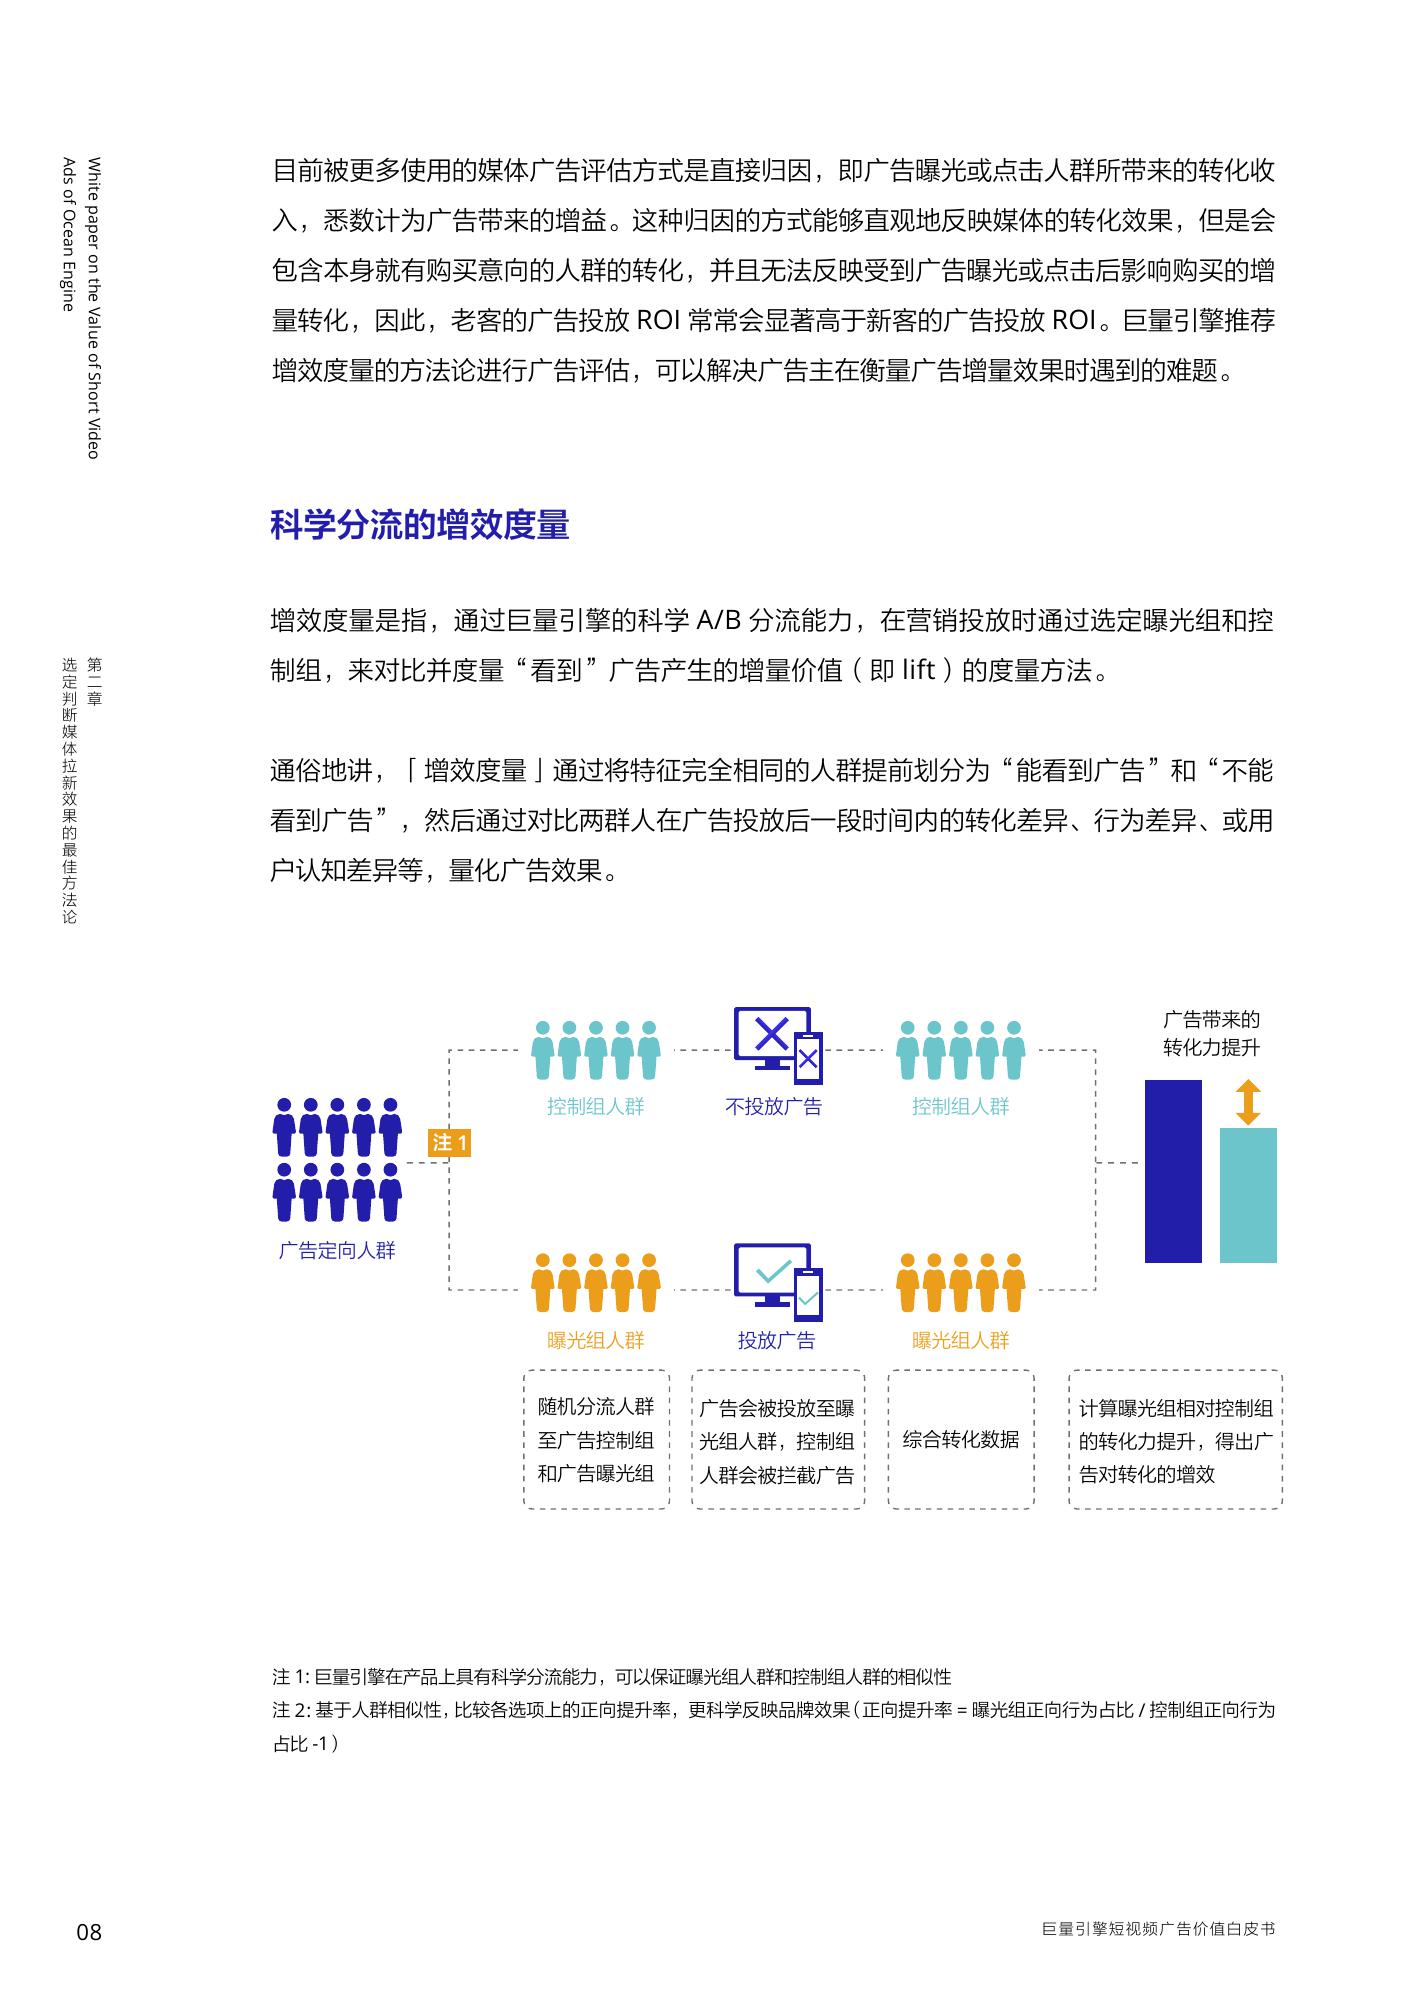 White paper on the Value of Short Video
Ads of Ocean Engine
第二章
选定判断媒体拉新效果的最佳方法论
目前被更多使用的媒体广告评估方式是直接归因，即广告曝光或点击人群所带来的转化收
入，悉数计为广告带来的增益。这种归因的方式能够直观地反映媒体的转化效果，但是会
包含本身就有购买意向的人群的转化，并且无法反映受到广告曝光或点击后影响购买的增
量转化，因此，老客的广告投放 ROI 常常会显著高于新客的广告投放 ROI。巨量引擎推荐
增效度量的方法论进行广告评估，可以解决广告主在衡量广告增量效果时遇到的难题。
科学分流的增效度量
增效度量是指，通过巨量引擎的科学 A/B 分流能力，在营销投放时通过选定曝光组和控
制组，来对比并度量“看到”广告产生的增量价值（即 lift）的度量方法。
通俗地讲，「增效度量」通过将特征完全相同的人群提前划分为“能看到广告”和“不能
看到广告”，然后通过对比两群人在广告投放后一段时间内的转化差异、行为差异、或用
户认知差异等，量化广告效果。
广告定向人群
注 1
控制组人群
不投放广告
控制组人群
广告带来的
转化力提升
曝光组人群
投放广告
曝光组人群
随机分流人群
至广告控制组
和广告曝光组
广告会被投放至曝
光组人群，控制组
人群会被拦截广告
综合转化数据
计算曝光组相对控制组
的转化力提升，得出广
告对转化的增效
注 1: 巨量引擎在产品上具有科学分流能力，可以保证曝光组人群和控制组人群的相似性
注 2: 基于人群相似性，比较各选项上的正向提升率，更科学反映品牌效果（正向提升率 = 曝光组正向行为占比 / 控制组正向行为
占比 -1）
08
巨量引擎短视频广告价值白皮书